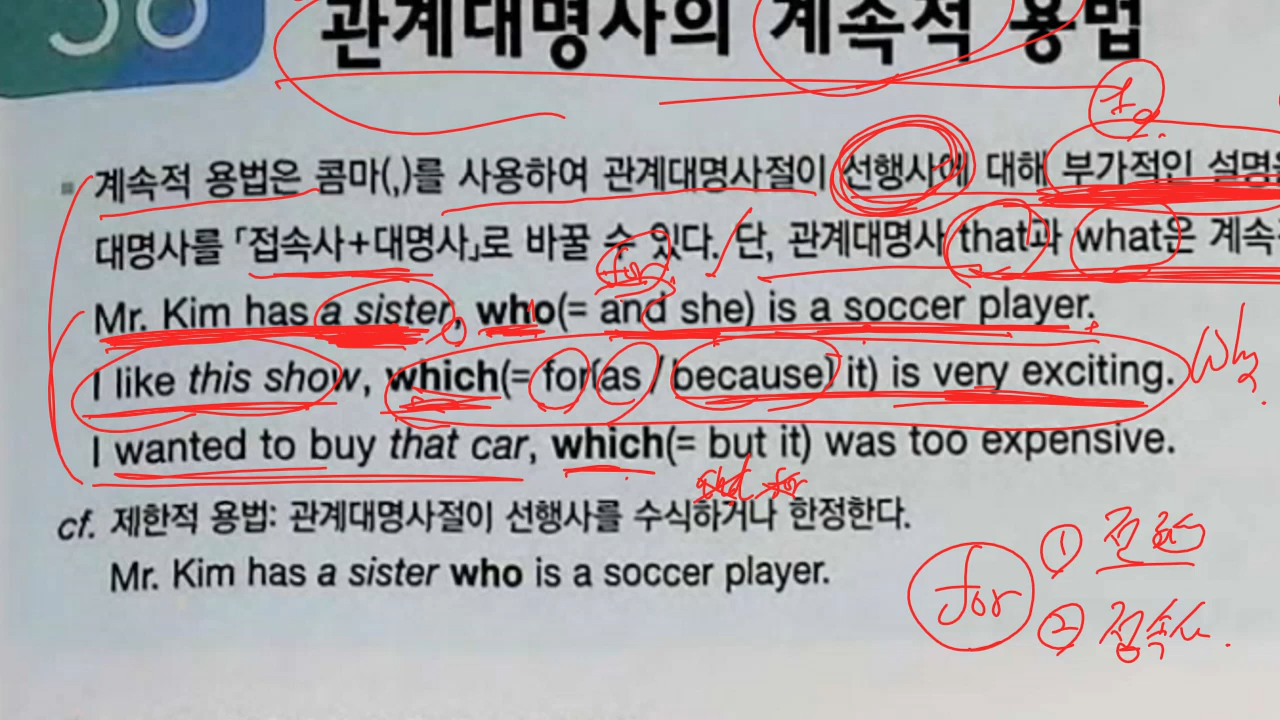 관계대명사의 계속적 용법
계속적 용법은 콤마(,)를 사용하여 관계대명사절이 선행사에 대해 부가적인 설명을
대명사를 「접속사+대명사」로 바꿀 수 있다. 단, 관계대명사 that과 what은 계속
for
Mr. Kim has a sister, who(= and she) is a soccer player.
I like this show, which(= for(as / because) it) is very exciting. Why
I wanted to buy that car, which(= but it) was too expensive.
and for
cf. 제한적 용법: 관계대명사절이 선행사를 수식하거나 한정한다.
Mr. Kim has a sister who is a soccer player.
for ① 전치사
② 접속사